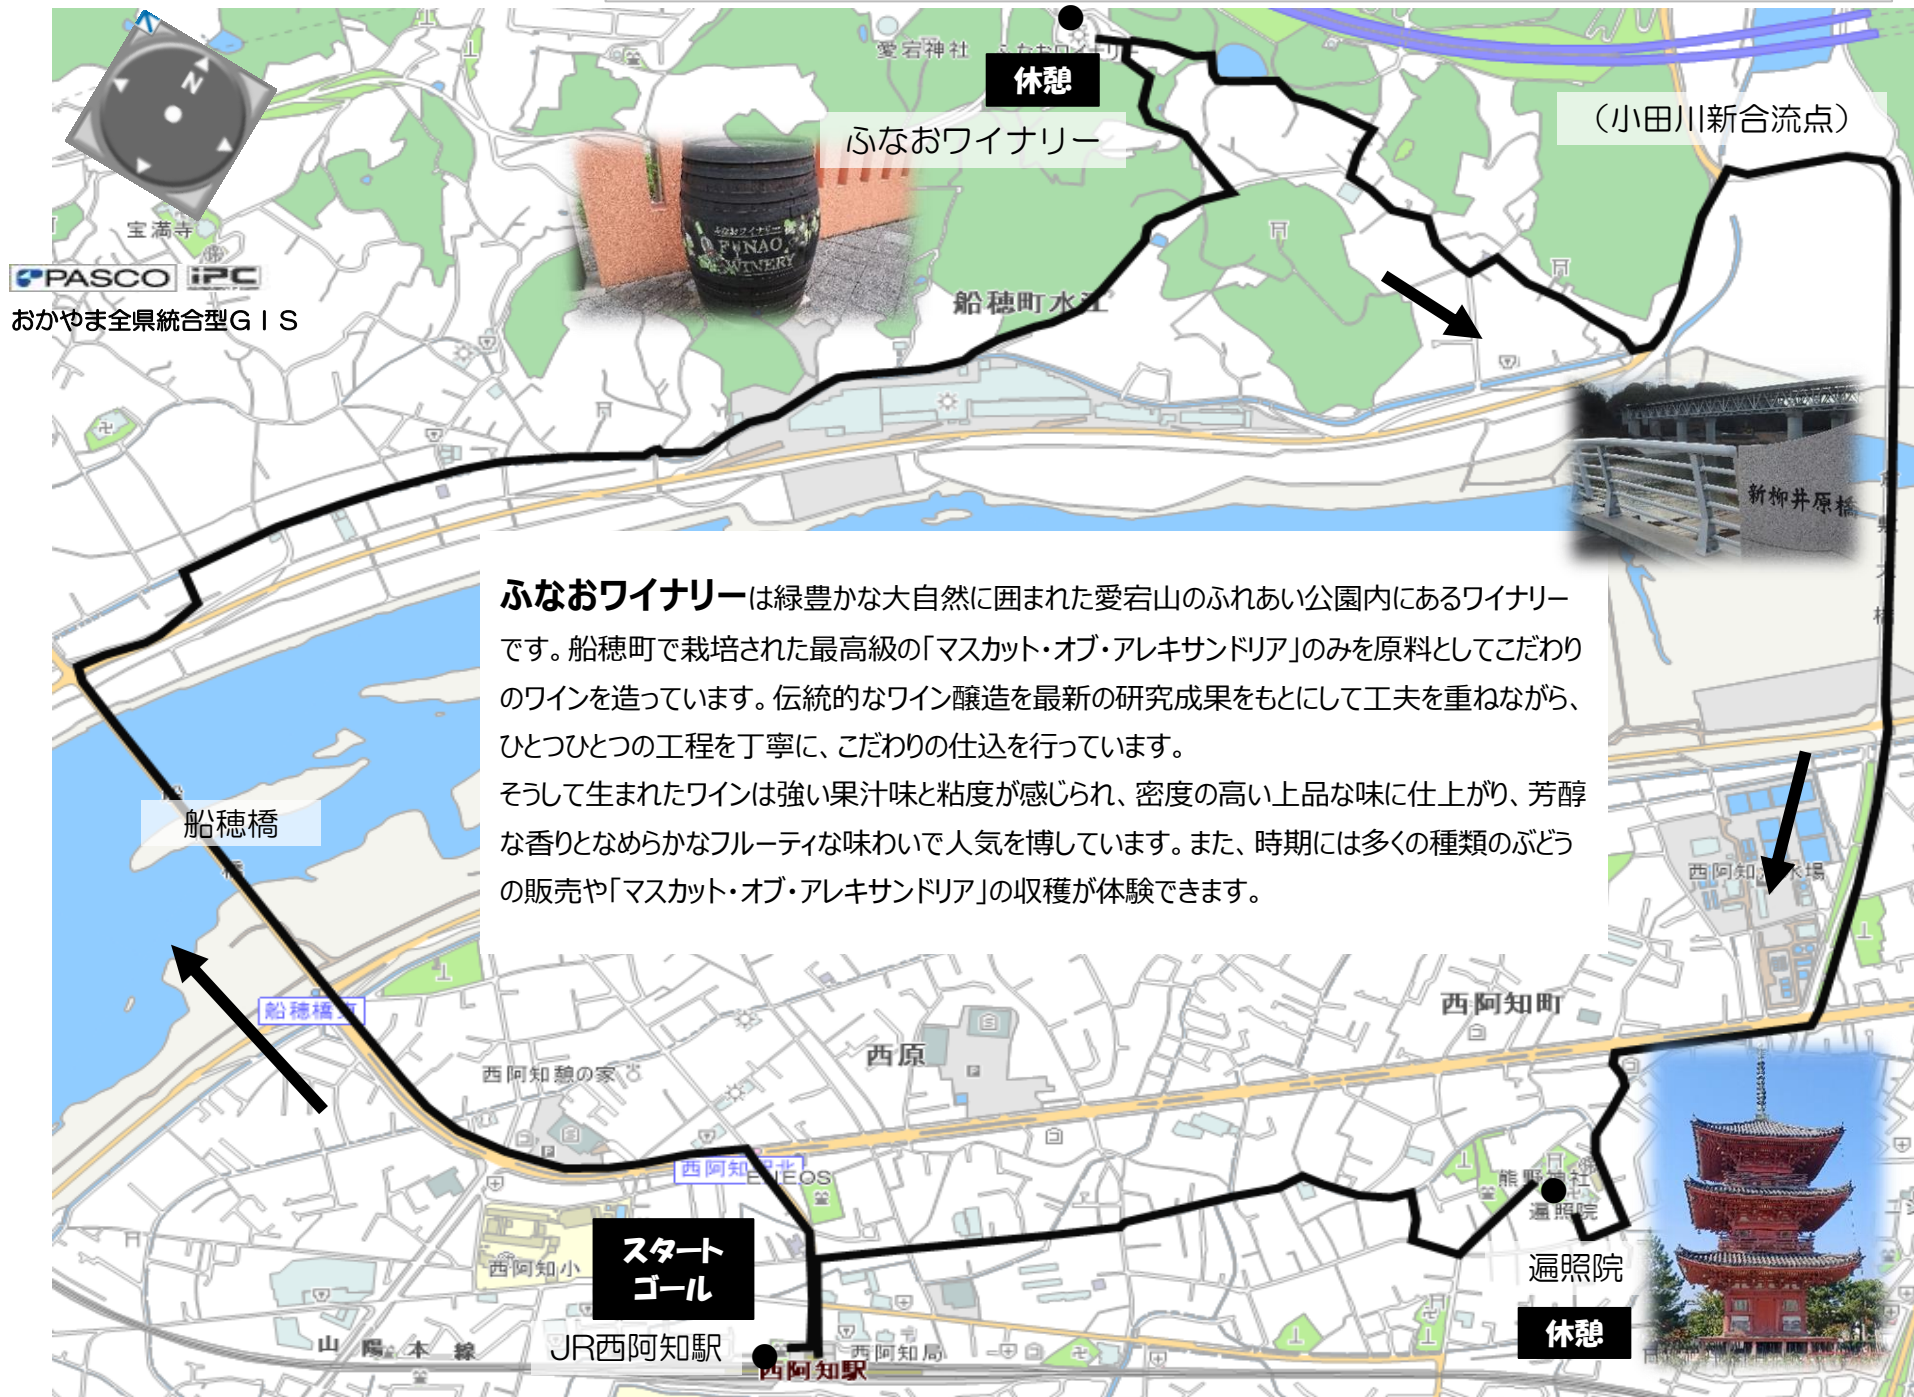 愛宕神社
休憩
ふなおワイナリー
（小田川新合流点）
ふなおワイナリー
FUNAO
WINERY
N
宝満寺
PASCO iPC
おかやま全県統合型GIS
船穂町水江
新柳井原橋
ふなおワイナリーは緑豊かな大自然に囲まれた愛宕山のふれあい公園内にあるワイナリー
です。船穂町で栽培された最高級の「マスカット・オブ・アレキサンドリア」のみを原料としてこだわり
のワインを造っています。伝統的なワイン醸造を最新の研究成果をもとにして工夫を重ねながら、
ひとつひとつの工程を丁寧に、こだわりの仕込を行っています。
そうして生まれたワインは強い果汁味と粘度が感じられ、密度の高い上品な味に仕上がり、芳醇
な香りとなめらかなフルーティな味わいで人気を博しています。また、時期には多くの種類のぶどう
の販売や「マスカット・オブ・アレキサンドリア」の収穫が体験できます。
船穂橋
西阿知町
西原
西阿知憩の家
ENEOS
熊野神社
遍照院
遍照院
休憩
スタート
ゴール
西阿知小
JR西阿知駅
山陽本線
西阿知駅
西阿知局